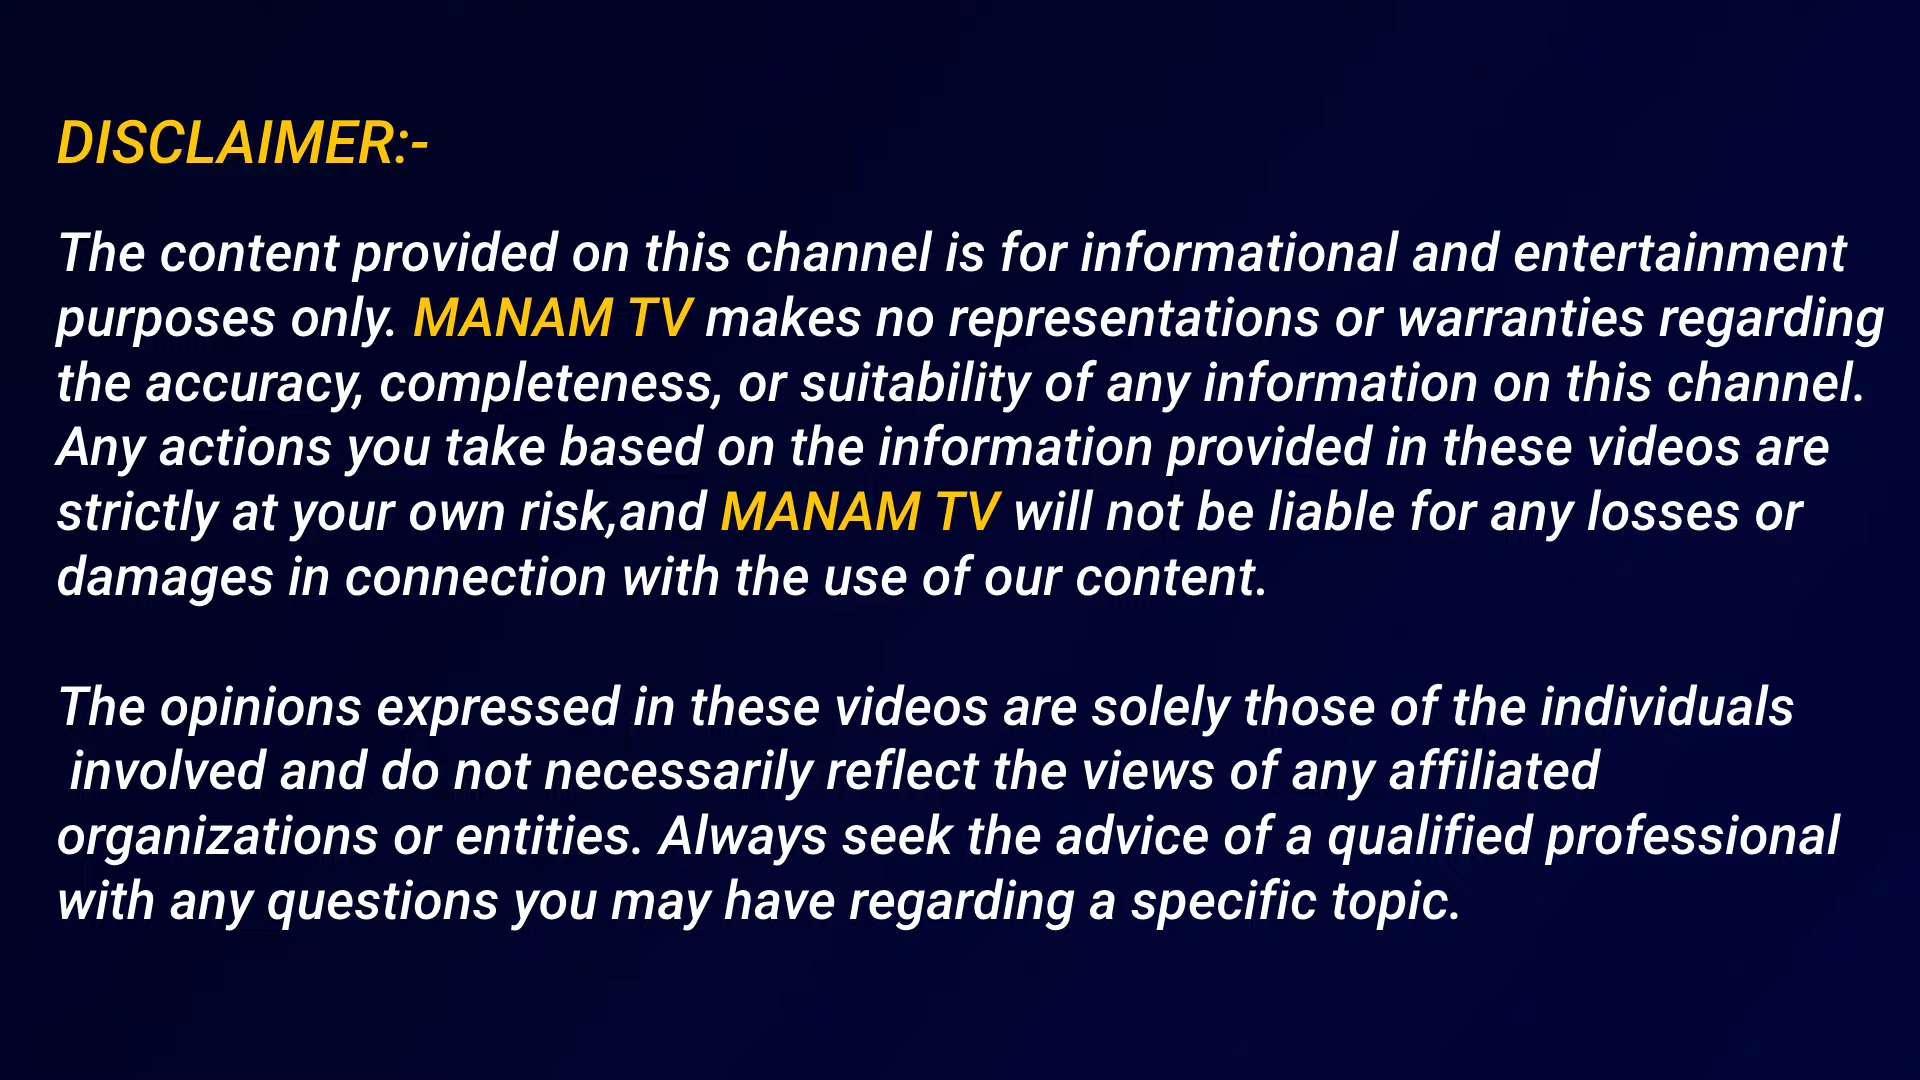 DISCLAIMER:-
The content provided on this channel is for informational and entertainment
purposes only. MANAM TV makes no representations or warranties regarding
the accuracy, completeness, or suitability of any information on this channel.
Any actions you take based on the information provided in these videos are
strictly at your own risk,and MANAM TV will not be liable for any losses or
damages in connection with the use of our content.
The opinions expressed in these videos are solely those of the individuals
involved and do not necessarily reflect the views of any affiliated
organizations or entities. Always seek the advice of a qualified professional
with any questions you may have regarding a specific topic.